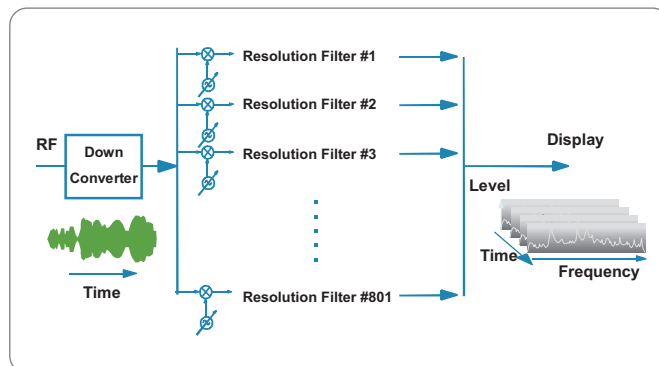 Resolution Filter #1
Resolution Filter #2
RF
Down
Converter
Resolution Filter #3
Display
Level
Time
Frequency
Time
Resolution Filter #801